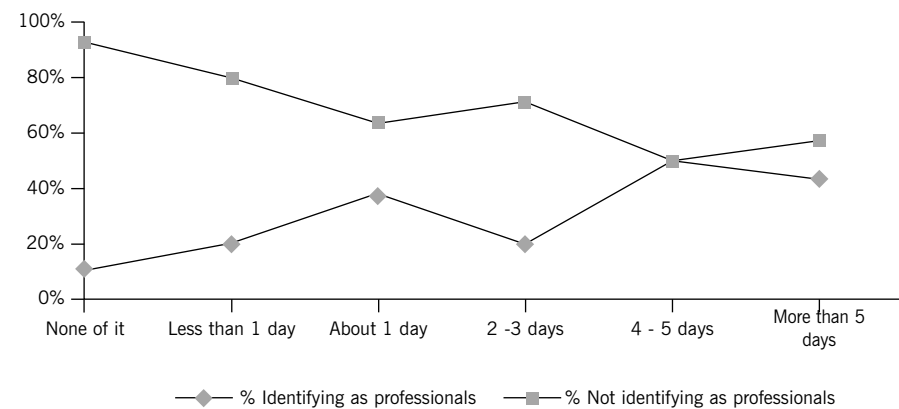 100%
80%
60%
40%
20%
0%
None of it
Less than 1 day
About 1 day
2 -3 days
4 - 5 days
More than 5
days
% Identifying as professionals
% Not identifying as professionals